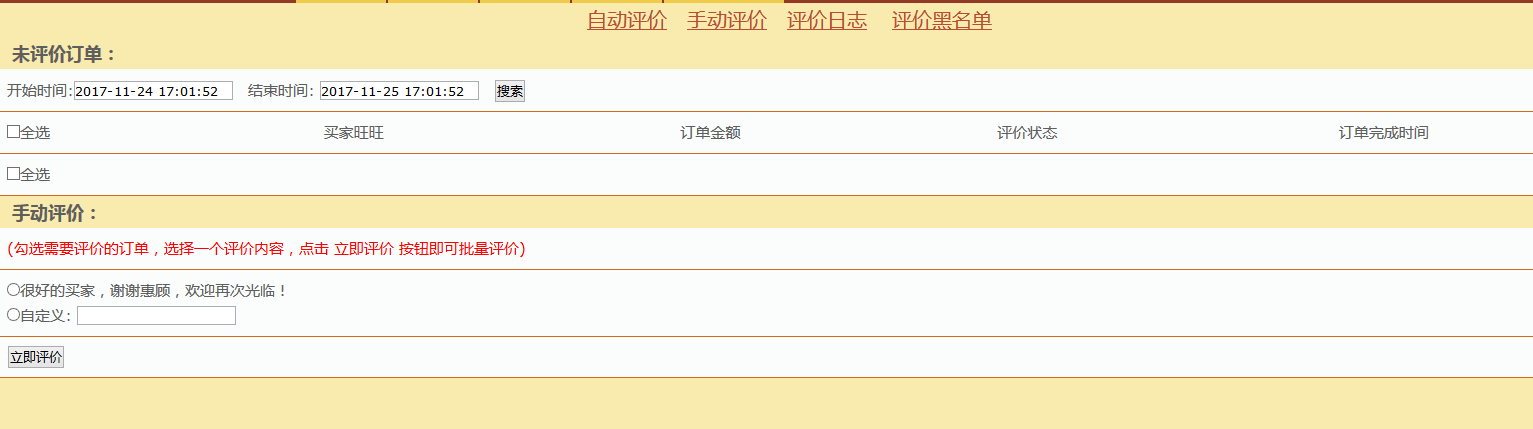 自动评价 手动评价 评价日志 评价黑名单
未评价订单：
开始时间:2017-11-24 17:01:52 结束时间: 2017-11-25 17:01:52 搜索
全选 买家旺旺 订单金额 评价状态 订单完成时间
全选
手动评价：
(勾选需要评价的订单，选择一个评价内容，点击 立即评价 按钮即可批量评价)
很好的买家，谢谢惠顾，欢迎再次光临！
自定义:
立即评价